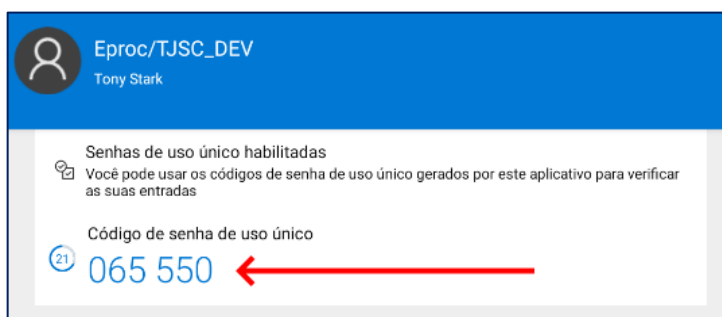 Eproc/TJSC_DEV
Tony Stark
Senhas de uso único habilitadas
Você pode usar os códigos de senha de uso único gerados por este aplicativo para verificar
as suas entradas
Código de senha de uso único
21
065 550